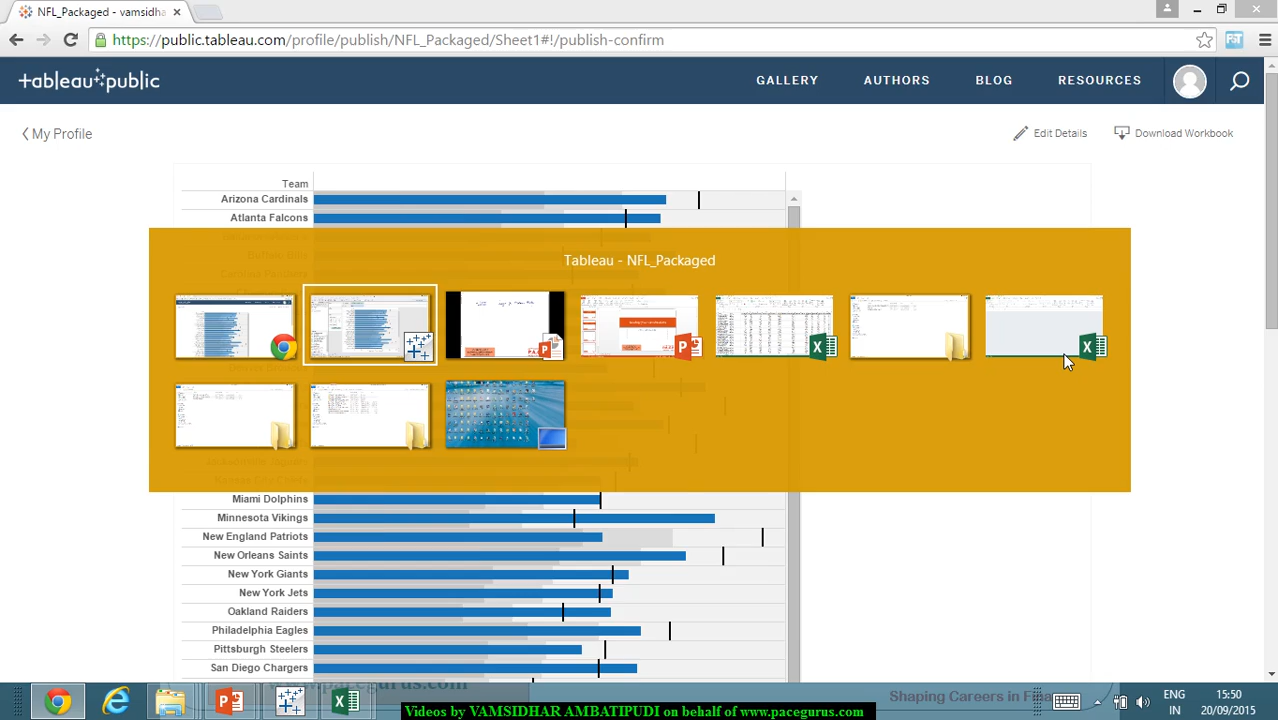 NFL_Packaged - vamsidha
https://public.tableau.com/profile/publish/NFL_Packaged/Sheet1#!/publish-confirm
tableau public
GALLERY
AUTHORS
BLOG
RESOURCES
My Profile
Edit Details
Download Workbook
Team
Arizona Cardinals
Atlanta Falcons
Tableau - NFL_Packaged
Miami Dolphins
Minnesota Vikings
New England Patriots
New Orleans Saints
New York Giants
New York Jets
Oakland Raiders
Philadelphia Eagles
Pittsburgh Steelers
San Diego Chargers
Shaping Careers in
ENG
IN
15:50
20/09/2015
Videos by VAMSIDHAR AMBATIPUDI on behalf of www.pacegurus.com